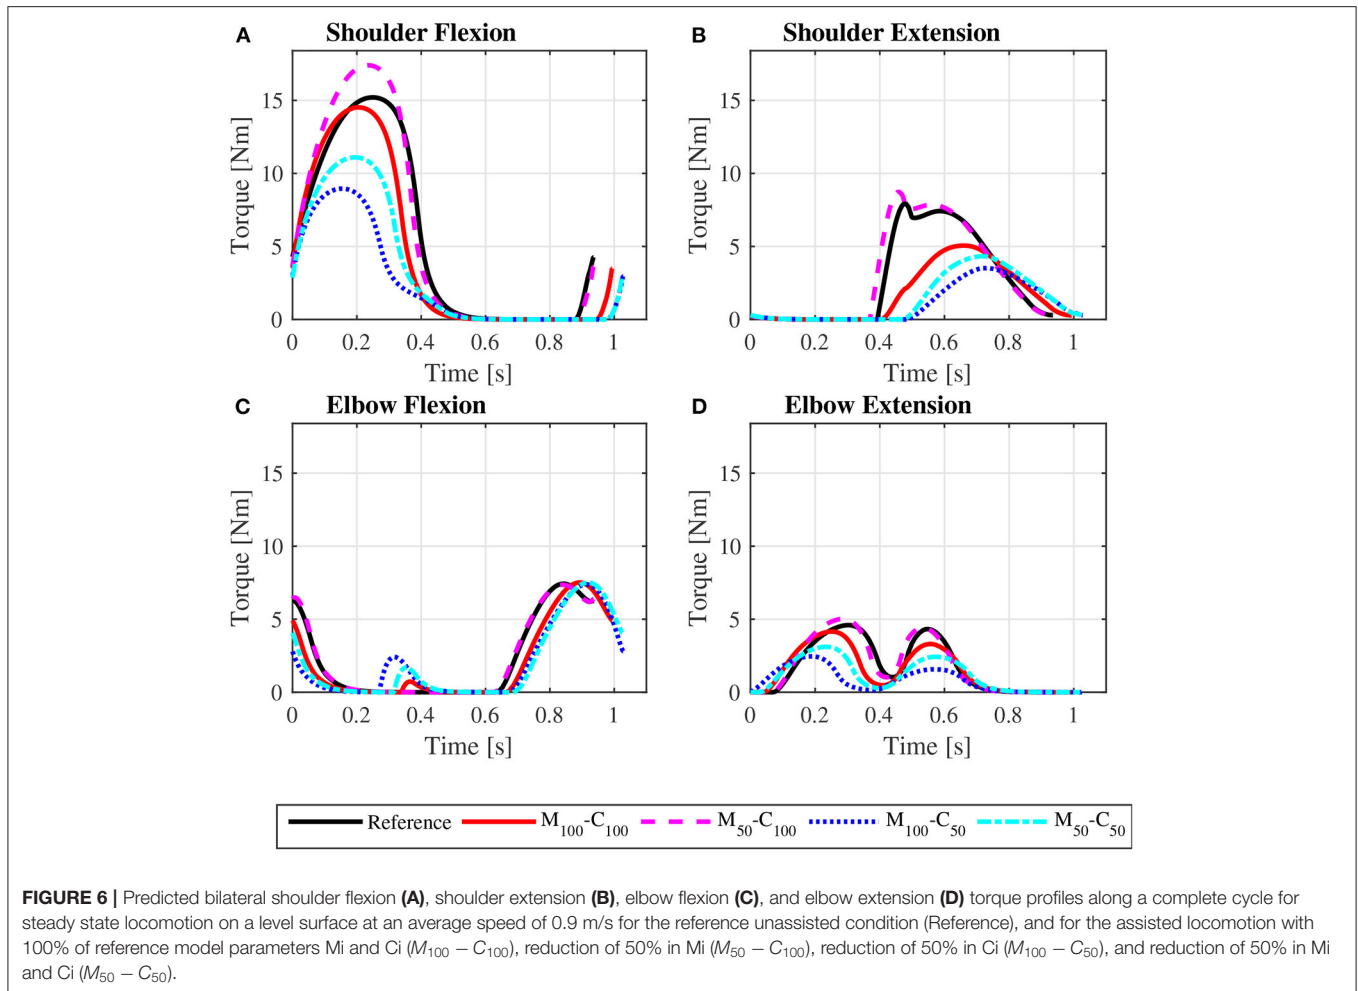 A Shoulder Flexion
Torque [Nm]
15
10
5
0
0 0.2 0.4 0.6 0.8 1
Time [s]
B Shoulder Extension
Torque [Nm]
15
10
5
0
0 0.2 0.4 0.6 0.8 1
Time [s]
C Elbow Flexion
Torque [Nm]
15
10
5
0
0 0.2 0.4 0.6 0.8 1
Time [s]
D Elbow Extension
Torque [Nm]
15
10
5
0
0 0.2 0.4 0.6 0.8 1
Time [s]
Reference M100-C100 M50-C100 M100-C50 M50-C50
FIGURE 6 | Predicted bilateral shoulder flexion (A), shoulder extension (B), elbow flexion (C), and elbow extension (D) torque profiles along a complete cycle for
steady state locomotion on a level surface at an average speed of 0.9 m/s for the reference unassisted condition (Reference), and for the assisted locomotion with
100% of reference model parameters Mi and Ci (M100 − C100), reduction of 50% in Mi (M50 − C100), reduction of 50% in Ci (M100 − C50), and reduction of 50% in Mi
and Ci (M50 − C50).